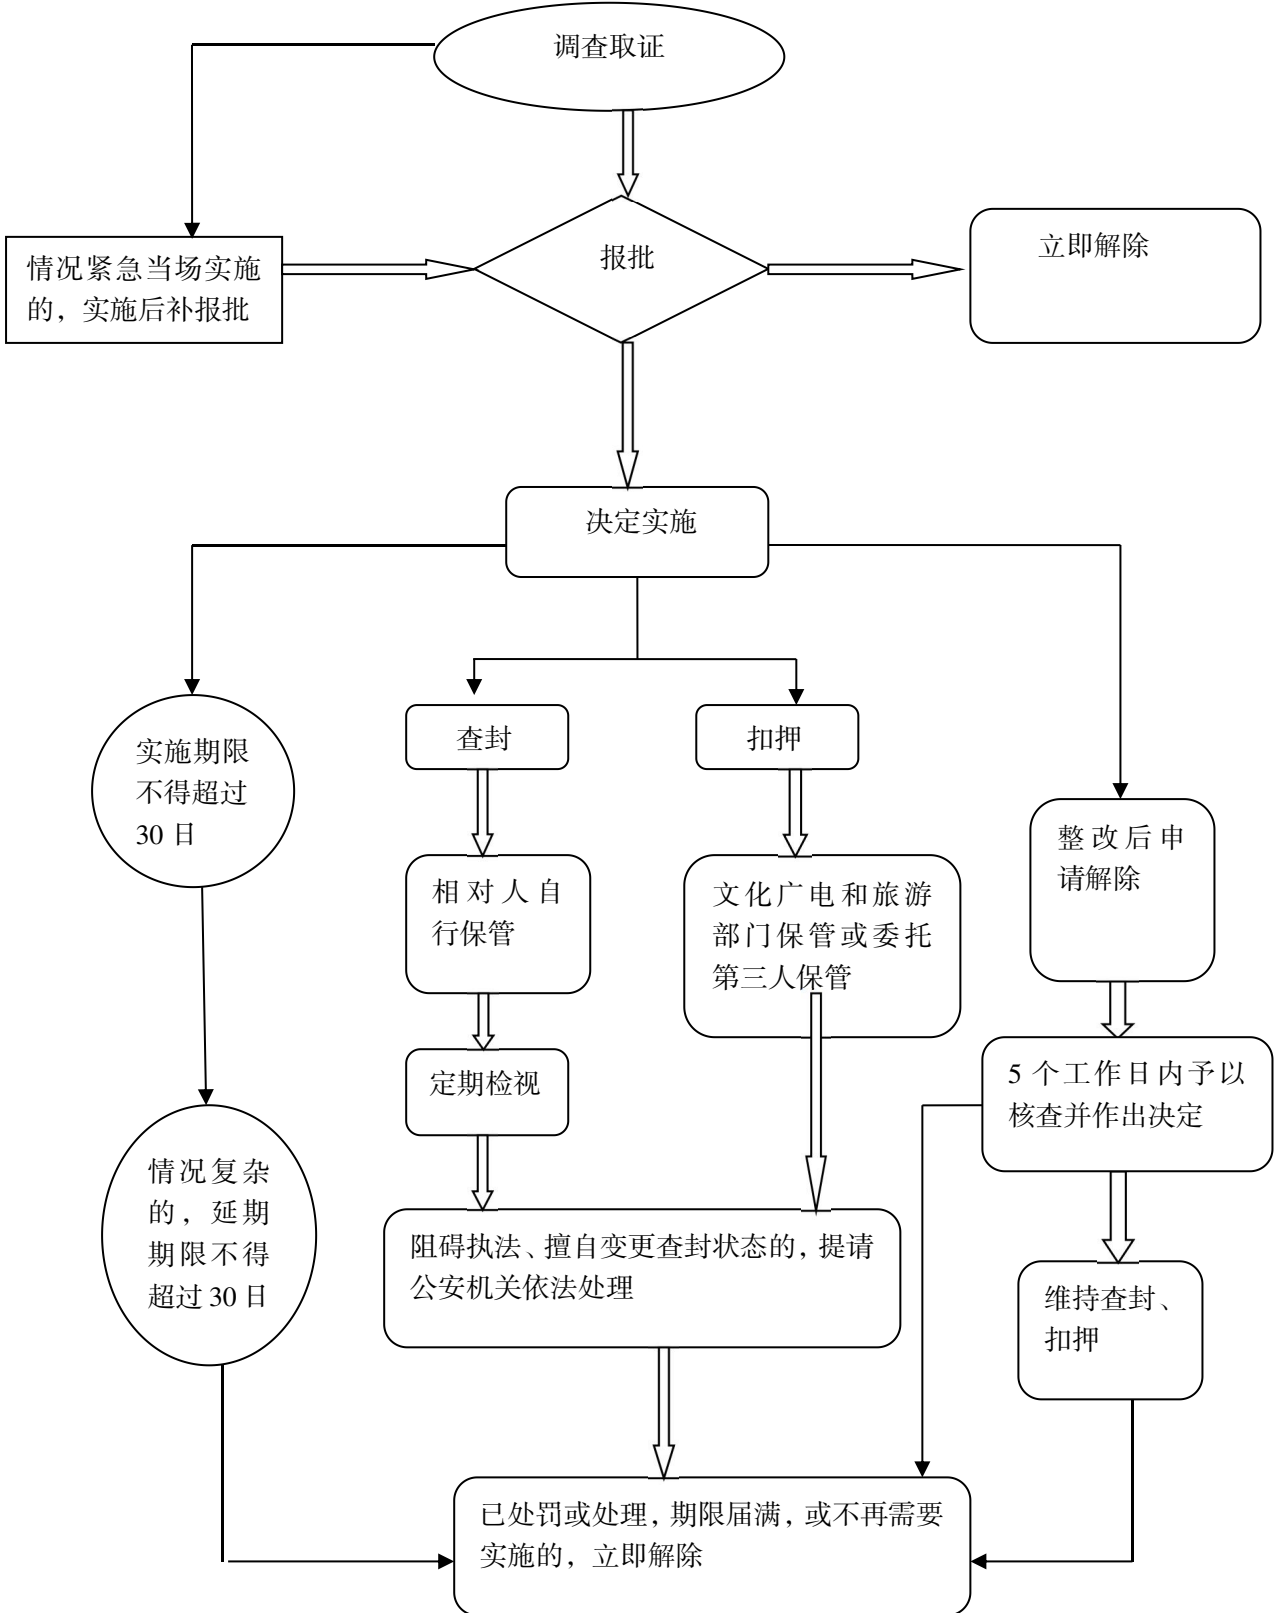 调查取证
报批
立即解除
情况紧急当场实施
的，实施后补报批
决定实施
查封
扣押
实施期限
不得超过
30 日
整改后申
请解除
相对人自
行保管
文化广电和旅游
部门保管或委托
第三人保管
定期检视
5 个工作日内予以
核查并作出决定
情况复杂
的，延期
期限不得
超过 30 日
阻碍执法、擅自变更查封状态的，提请
公安机关依法处理
维持查封、
扣押
已处罚或处理，期限届满，或不再需要
实施的，立即解除